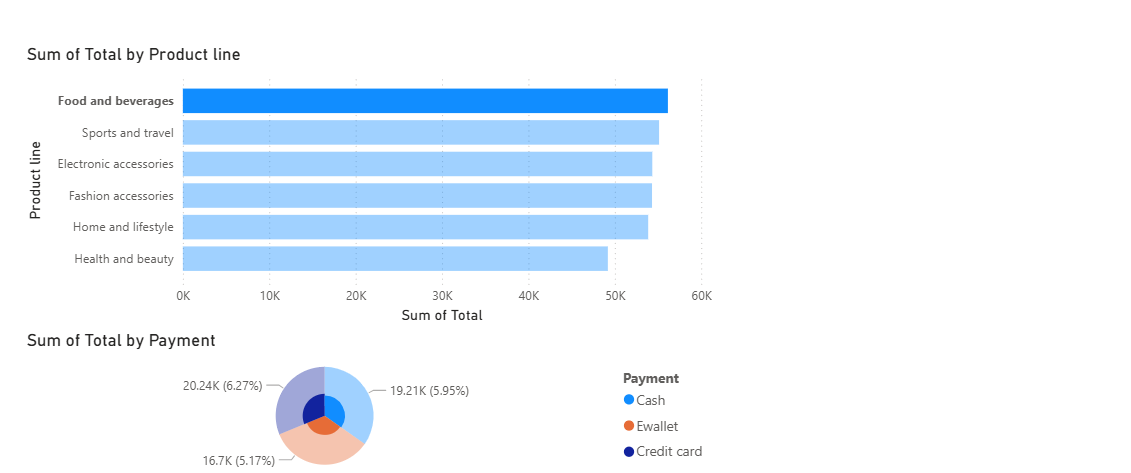 Sum of Total by Product line
Product line
Food and beverages
Sports and travel
Electronic accessories
Fashion accessories
Home and lifestyle
Health and beauty
0K 10K 20K 30K 40K 50K 60K
Sum of Total
Sum of Total by Payment
20.24K (6.27%)
19.21K (5.95%)
16.7K (5.17%)
Payment
Cash
Ewallet
Credit card